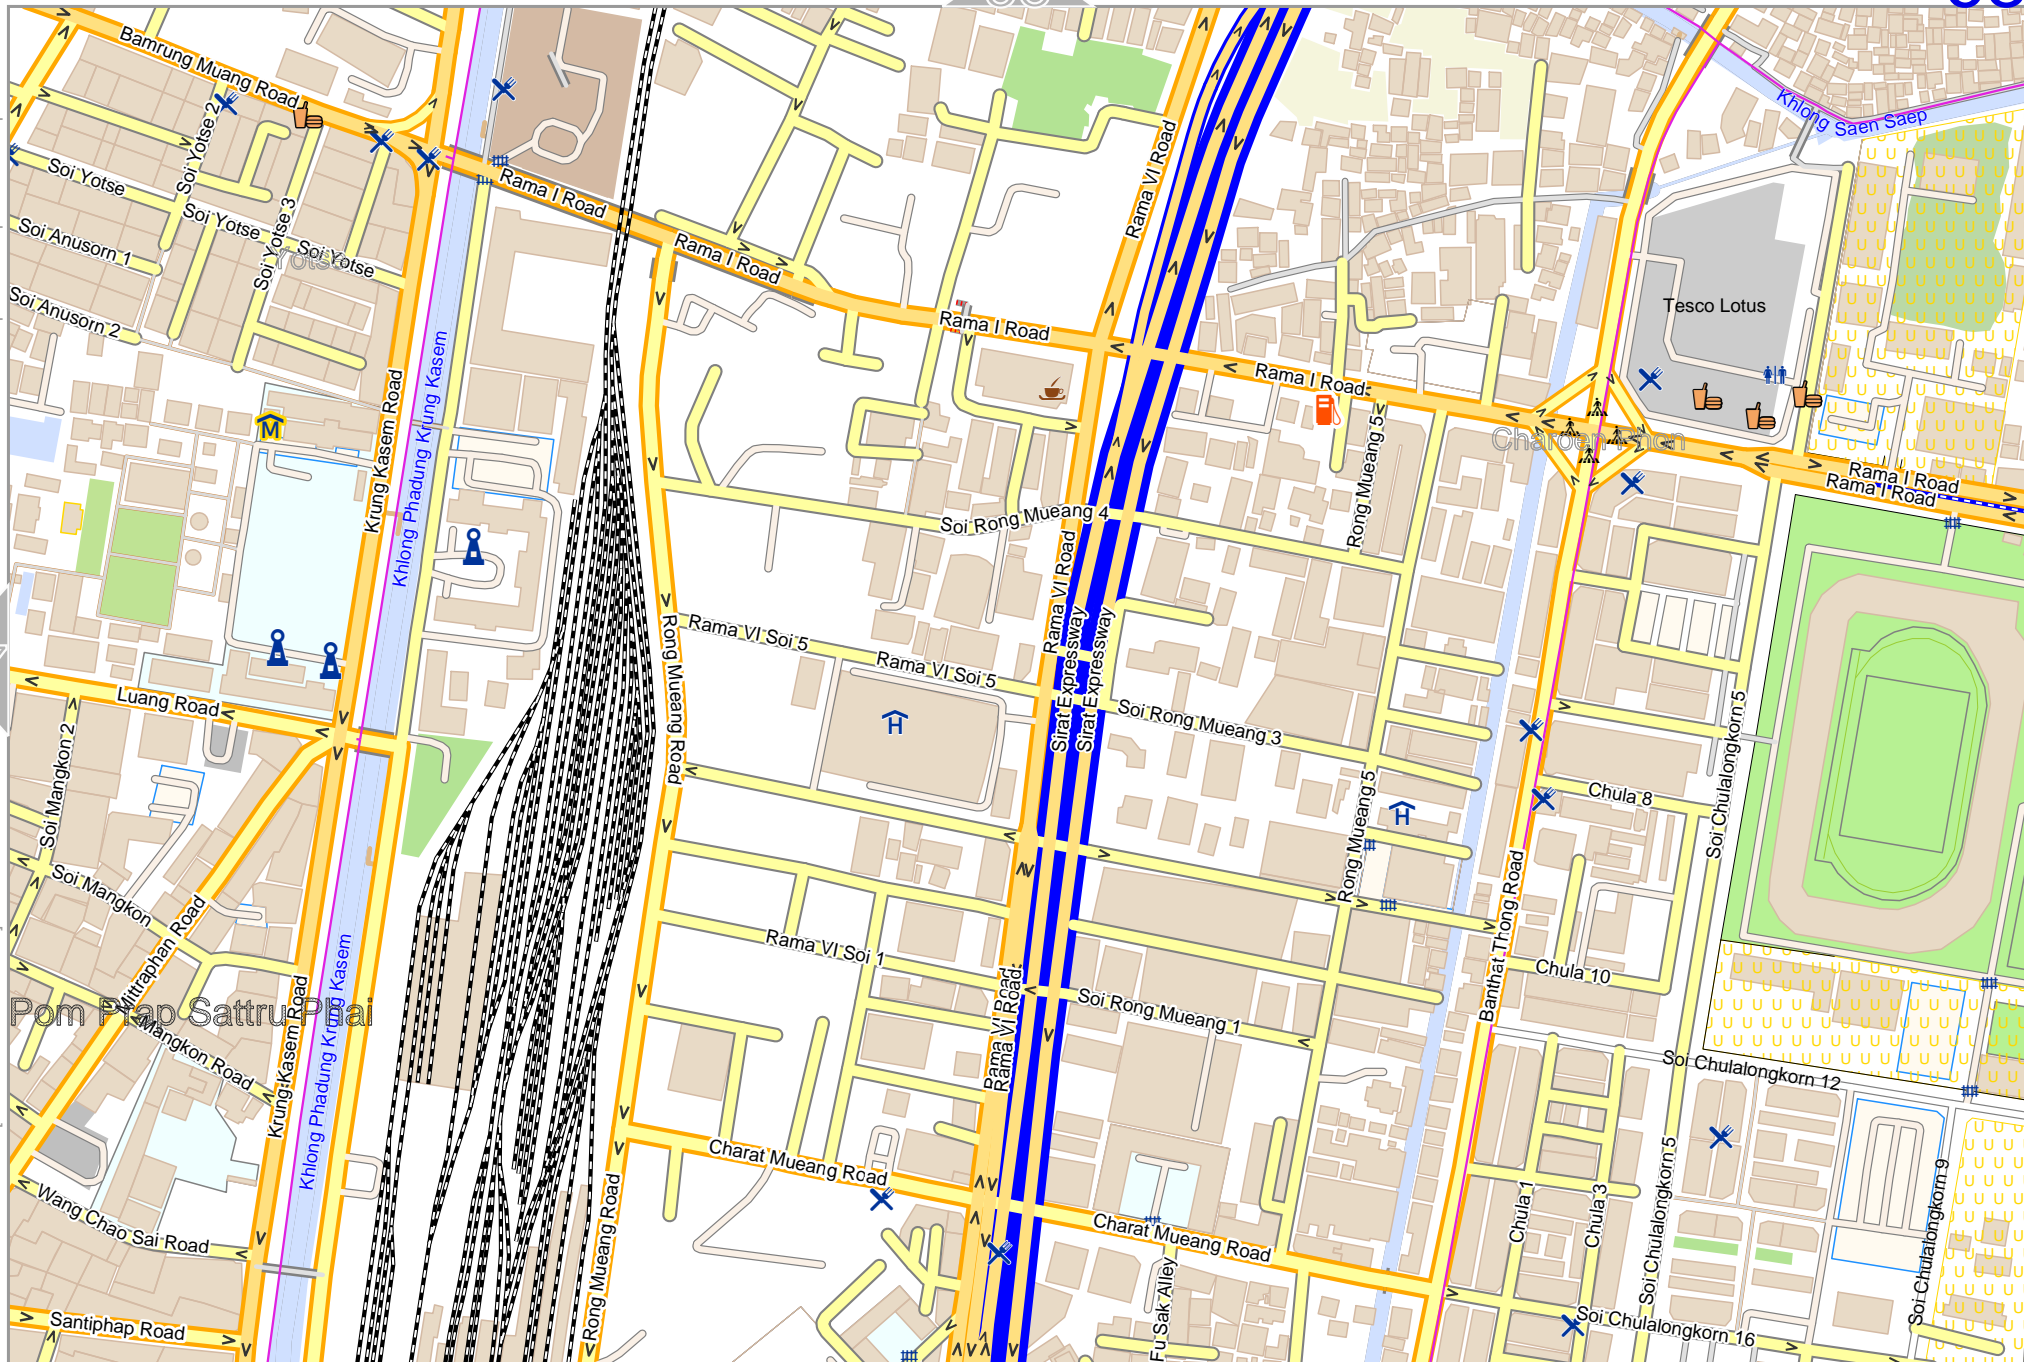 Bamrung Muang Road
Khlong Saen Saep
Soi Yotse 2
Soi Yotse
Rama I Road
Rama VI Road
Soi Yotse 3
Soi Yotse
Soi Yotse
Yotse
Soi Anusorn 1
Rama I Road
Soi Anusorn 2
Tesco Lotus
Rama I Road
Rama I Road
Krung Kasem Road
Khlong Phadung Krung Kasem
Rong Mueang 5
Charoen Phon
Rama I Road
Rama I Road
Soi Rong Mueang 4
Rama VI Road
Rama VI Soi 5
Rama VI Soi 5
Rong Mueang Road
Sirat Expressway
Sirat Expressway
Luang Road
Soi Rong Mueang 3
Soi Mangkon 2
Soi Chulalongkorn 5
Chula 8
Rong Mueang 5
Soi Mangkon
Mittraphan Road
Banthat Thong Road
Rama VI Soi 1
Chula 10
Khlong Phadung Krung Kasem
Pom Prap Sattru Phai
Soi Rong Mueang 1
Rama VI Road
Rama VI Road
Mangkon Road
Krung Kasem Road
Soi Chulalongkorn 12
Charat Mueang Road
Wang Chao Sai Road
Charat Mueang Road
Chula 1
Chula 3
Soi Chulalongkorn 5
Soi Chulalongkorn 9
Rong Mueang Road
Fu Sak Alley
Santiphap Road
Soi Chulalongkorn 16